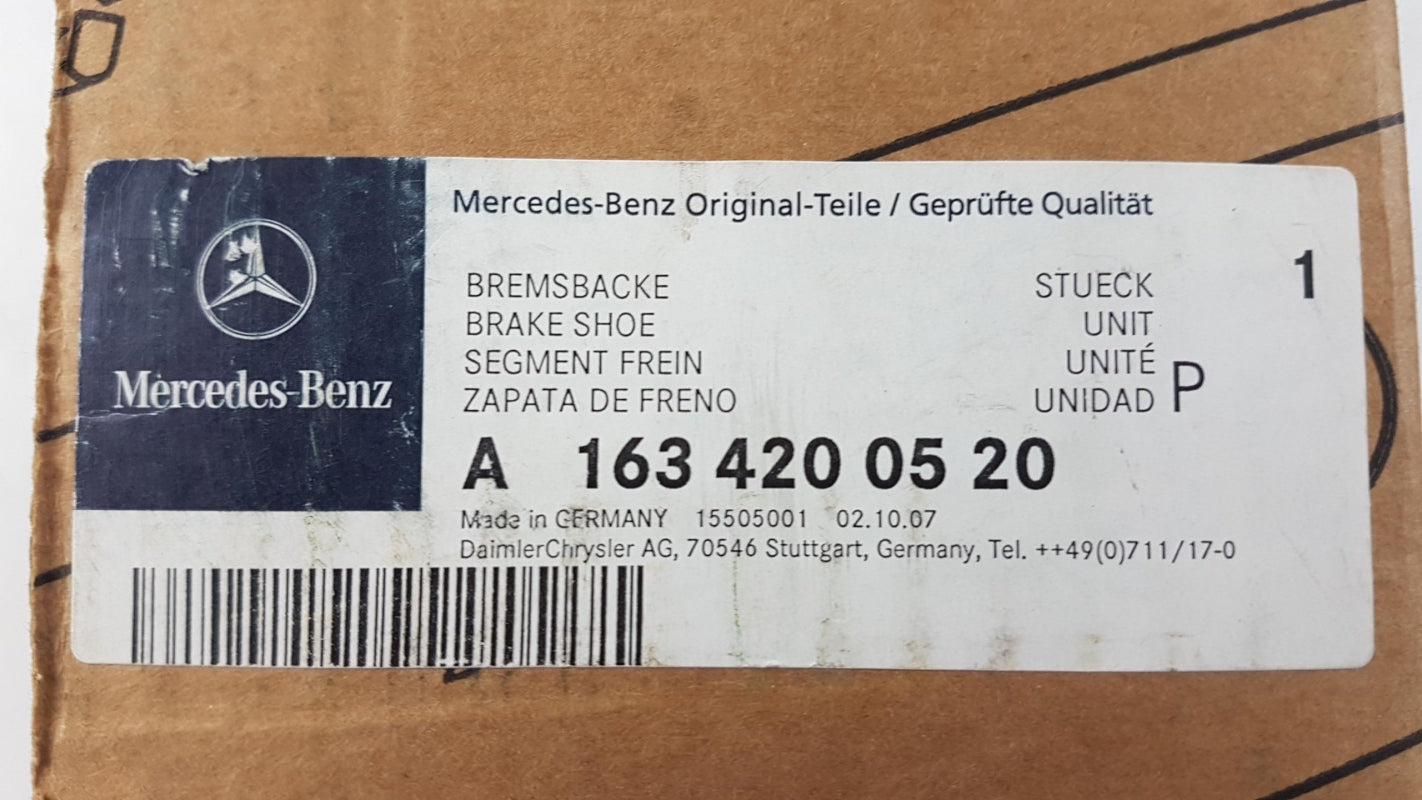 Mercedes-Benz
Mercedes-Benz Original-Teile / Geprüfte Qualität
BREMSBACKE STUECK 1
BRAKE SHOE UNIT
SEGMENT FREIN UNITÉ
ZAPATA DE FRENO UNIDAD P
A 163 420 05 20
Made in GERMANY 15505001 02.10.07
DaimlerChrysler AG, 70546 Stuttgart, Germany, Tel. ++49(0)711/17-0